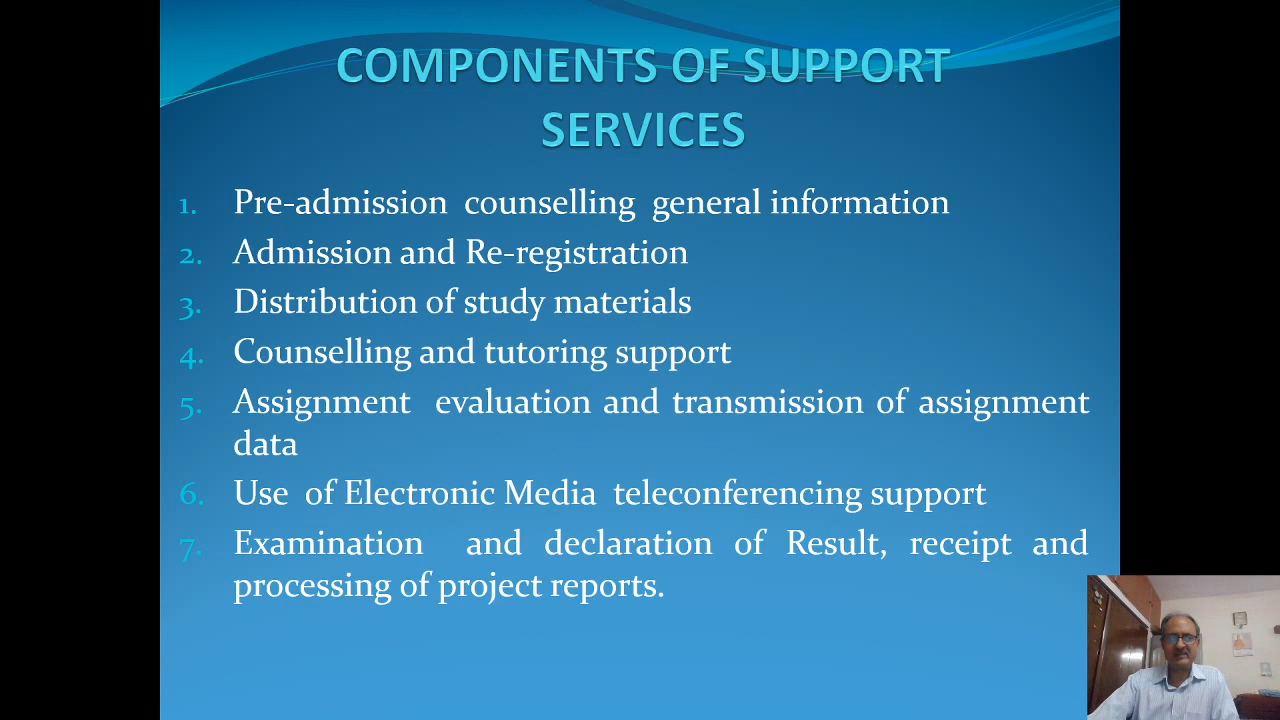 COMPONENTS OF SUPPORT
SERVICES
1. Pre-admission counselling general information
2. Admission and Re-registration
3. Distribution of study materials
4. Counselling and tutoring support
5. Assignment evaluation and transmission of assignment
data
6. Use of Electronic Media teleconferencing support
7. Examination and declaration of Result, receipt and
processing of project reports.